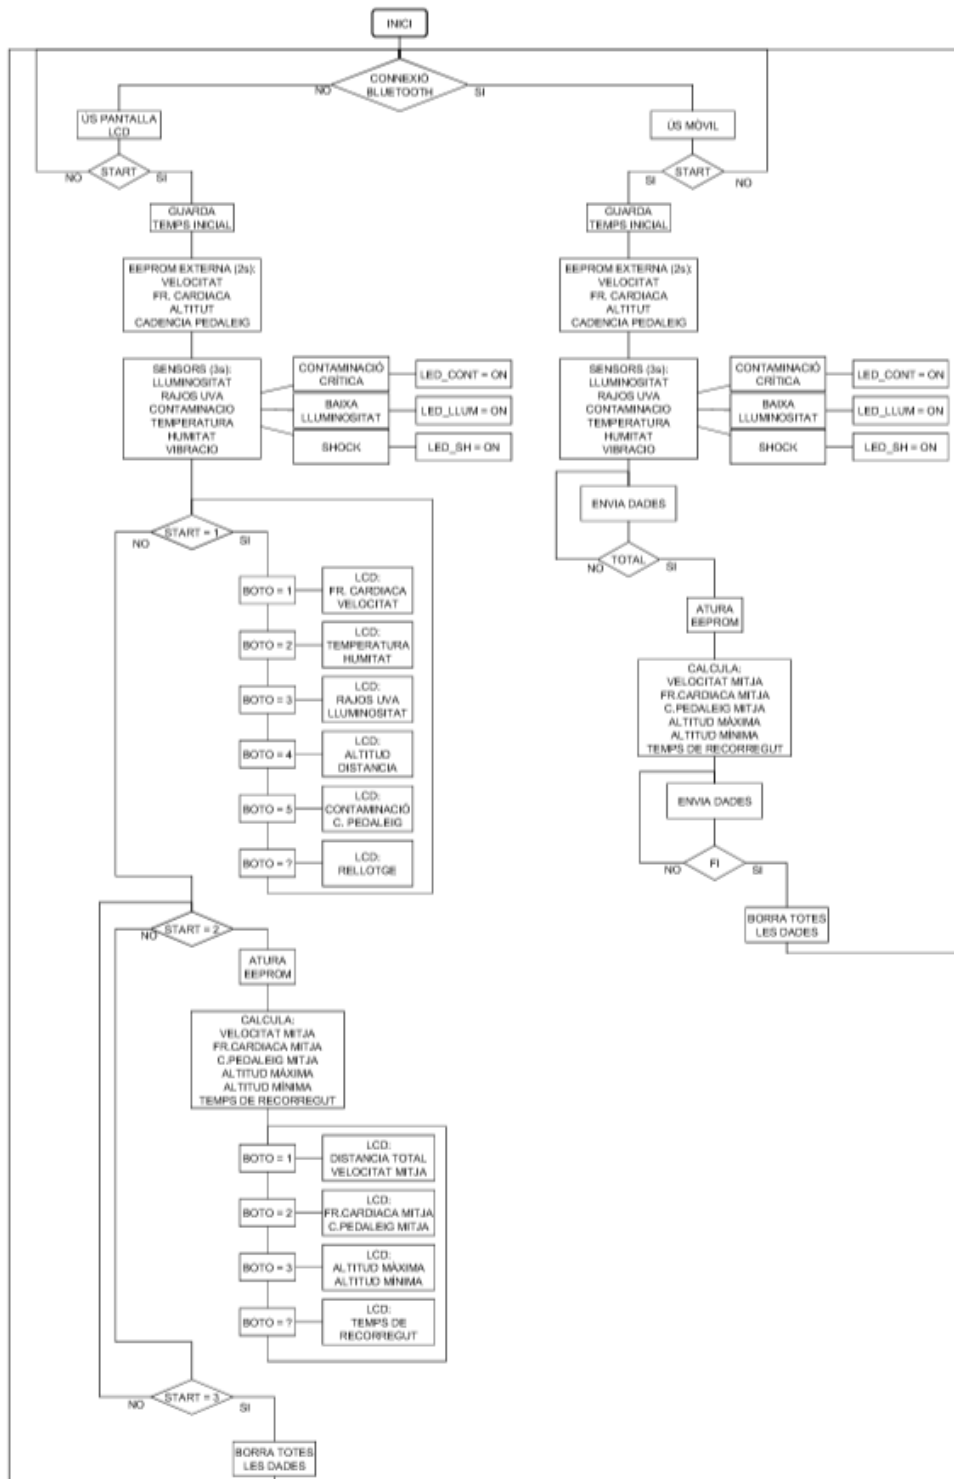 INICI
CONNEXIÓ
BLUETOOTH
NO
SI
ÚS PANTALLA
LCD
START
NO
SI
GUARDA
TEMPS INICIAL
EEPROM EXTERNA (2s):
VELOCITAT
FR. CARDIACA
ALTITUT
CADENCIA PEDALEIG
SENSORS (3s):
LLUMINOSITAT
RAJOS UVA
CONTAMINACIO
TEMPERATURA
HUMITAT
VIBRACIO
CONTAMINACIÓ
CRÍTICA
LED_CONT = ON
BAIXA
LLUMINOSITAT
LED_LLUM = ON
SHOCK
LED_SH = ON
START = 1
NO
SI
BOTO = 1
LCD:
FR. CARDIACA
VELOCITAT
BOTO = 2
LCD:
TEMPERATURA
HUMITAT
BOTO = 3
LCD:
RAJOS UVA
LLUMINOSITAT
BOTO = 4
LCD:
ALTITUD
DISTANCIA
BOTO = 5
LCD:
CONTAMINACIÓ
C. PEDALEIG
BOTO = ?
LCD:
RELLOTGE
START = 2
NO
ATURA
EEPROM
CALCULA:
VELOCITAT MITJA
FR.CARDIACA MITJA
C.PEDALEIG MITJA
ALTITUD MÀXIMA
ALTITUD MÍNIMA
TEMPS DE RECORREGUT
BOTO = 1
LCD:
DISTANCIA TOTAL
VELOCITAT MITJA
BOTO = 2
LCD:
FR.CARDIACA MITJA
C.PEDALEIG MITJA
BOTO = 3
LCD:
ALTITUD MÀXIMA
ALTITUD MÍNIMA
BOTO = ?
LCD:
TEMPS DE
RECORREGUT
START = 3
NO
SI
BORRA TOTES
LES DADES
ÚS MÒVIL
START
SI
NO
GUARDA
TEMPS INICIAL
EEPROM EXTERNA (2s):
VELOCITAT
FR. CARDIACA
ALTITUT
CADENCIA PEDALEIG
SENSORS (3s):
LLUMINOSITAT
RAJOS UVA
CONTAMINACIO
TEMPERATURA
HUMITAT
VIBRACIO
CONTAMINACIÓ
CRÍTICA
LED_CONT = ON
BAIXA
LLUMINOSITAT
LED_LLUM = ON
SHOCK
LED_SH = ON
ENVIA DADES
TOTAL
NO
SI
ATURA
EEPROM
CALCULA:
VELOCITAT MITJA
FR.CARDIACA MITJA
C.PEDALEIG MITJA
ALTITUD MÀXIMA
ALTITUD MÍNIMA
TEMPS DE RECORREGUT
ENVIA DADES
FI
NO
SI
BORRA TOTES
LES DADES